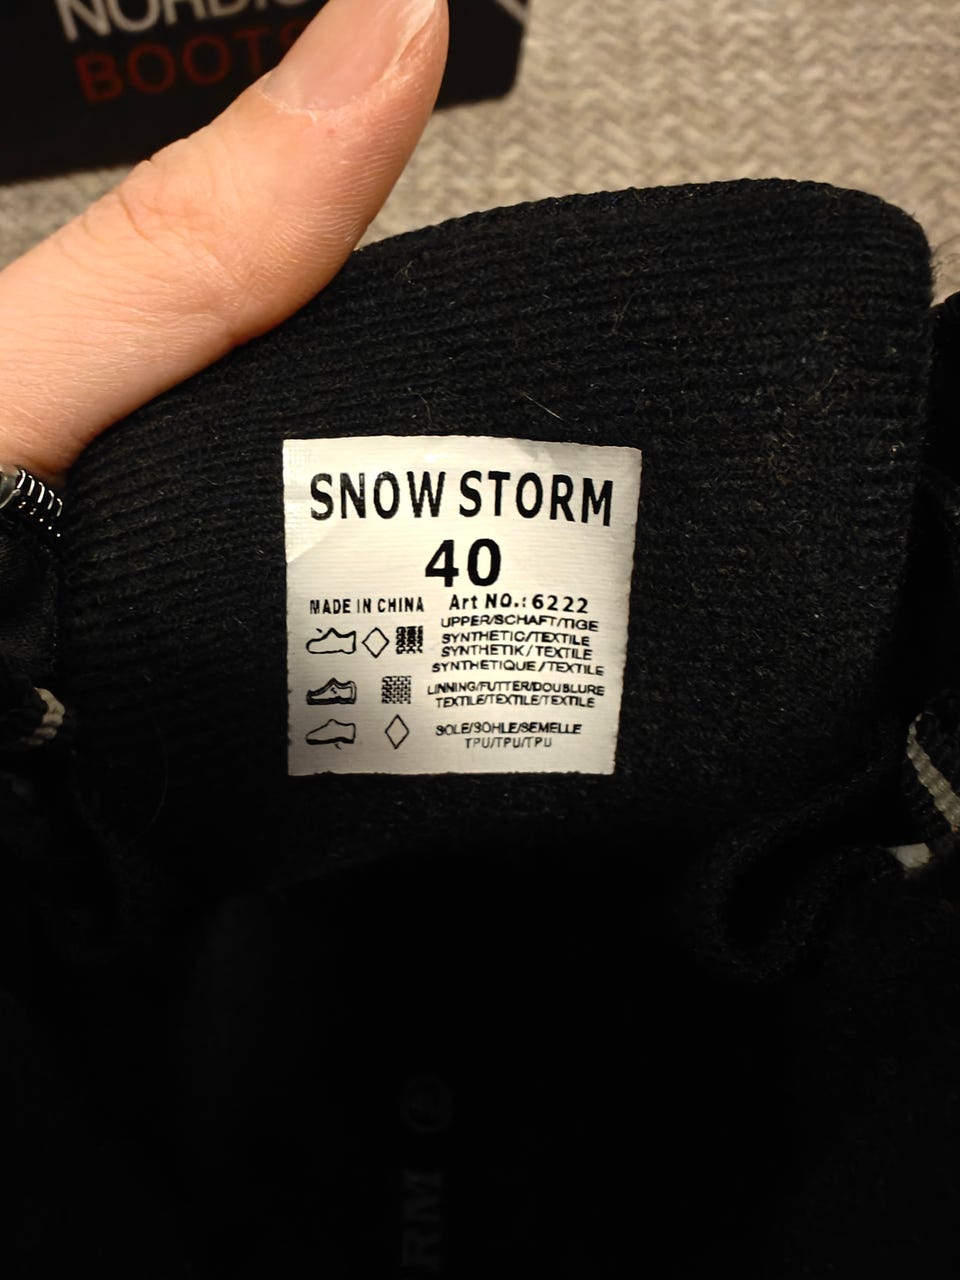 BOOTS
SNOW STORM
40
MADE IN CHINA Art NO.: 6222
UPPER/SCHAFT/TIGE
SYNTHETIC/TEXTILE
SYNTHETIK/TEXTILE
SYNTHETIQUE/TEXTILE
LINNING/FUTTER/DOUBLURE
TEXTILE/TEXTILE/TEXTILE
SOLE/SOHLE/SEMELLE
TPU/TPU/TPU
RM